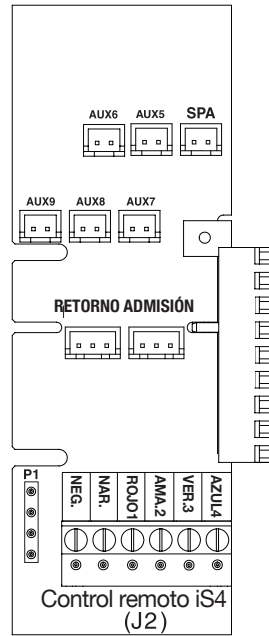 AUX6 AUX5 SPA
AUX9 AUX8 AUX7
RETORNO ADMISIÓN
P1
NEG.
NAR.
ROJO1
AMA.2
VER.3
AZUL4
Control remoto iS4
(J2)